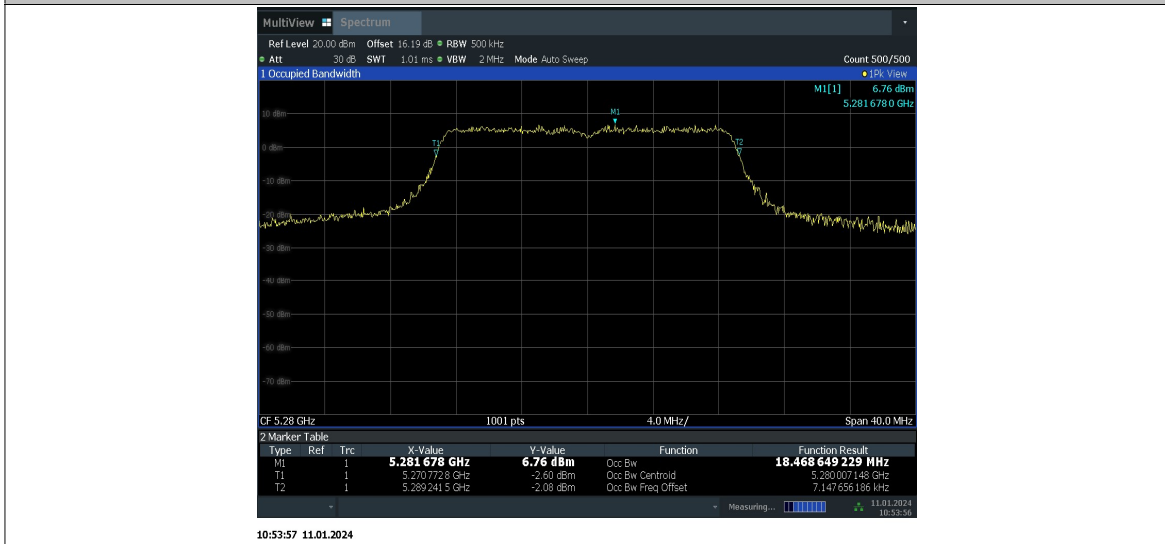 MultiView Spectrum
Ref Level 20.00 dBm Offset 16.19 dB RBW 500 kHz
Att 30 dB SWT 1.01 ms VBW 2 MHz Mode Auto Sweep Count 500/500
1 Occupied Bandwidth 1Pk View
M1[1] 6.76 dBm
5.281 678 0 GHz
M1
10 dBm
T1
T2
0 dBm
-10 dBm
-20 dBm
-30 dBm
-40 dBm
-50 dBm
-60 dBm
-70 dBm
CF 5.28 GHz 1001 pts 4.0 MHz/ Span 40.0 MHz
2 Marker Table
Type Ref Trc X-Value Y-Value Function Function Result
M1 1 5.281 678 GHz 6.76 dBm Occ Bw 18.468 649 229 MHz
T1 1 5.270 772 8 GHz -2.60 dBm Occ Bw Centroid 5.280 007 148 GHz
T2 1 5.289 241 5 GHz -2.08 dBm Occ Bw Freq Offset 7.147 656 186 kHz
Measuring... 11.01.2024
10:53:56
10:53:57 11.01.2024